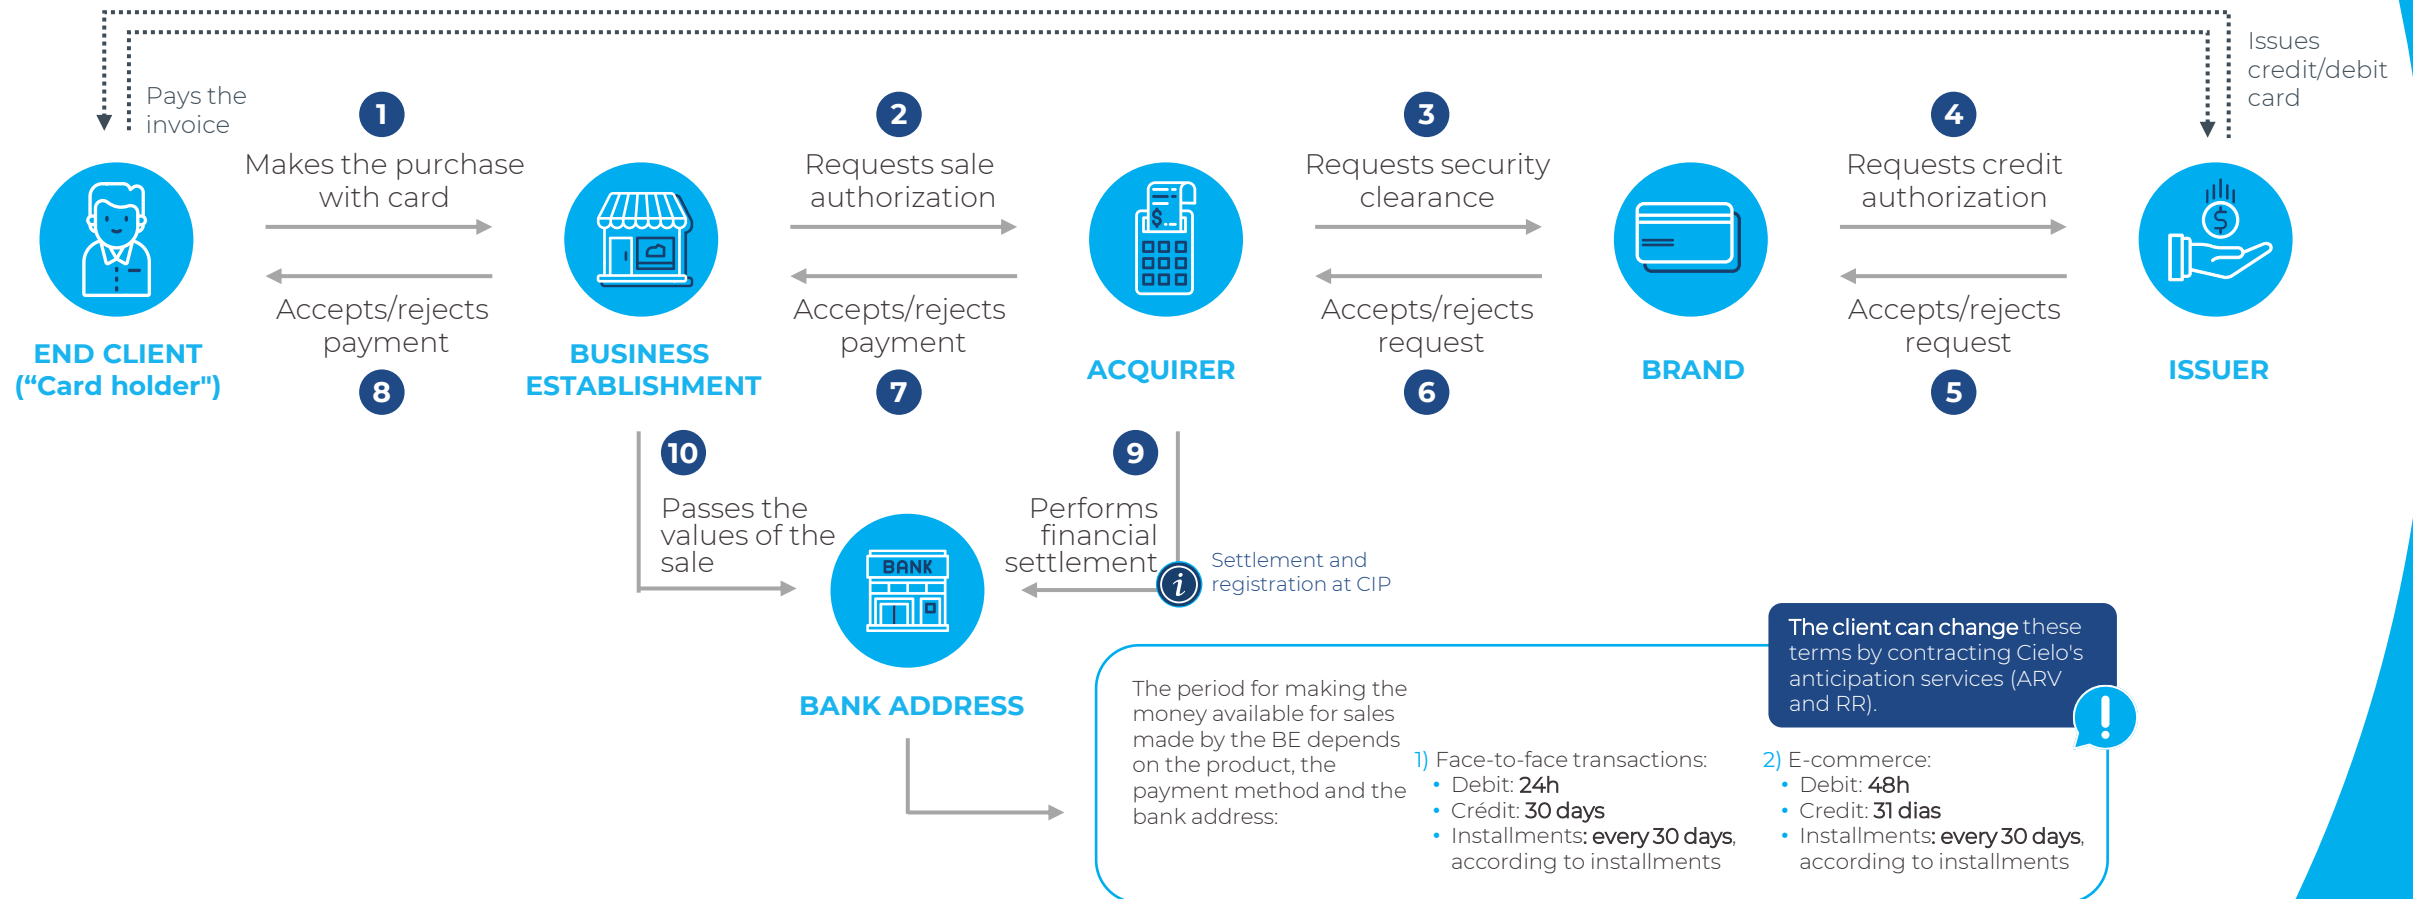 Issues
credit/debit
card
Pays the
invoice
1
Makes the purchase
with card
2
Requests sale
authorization
3
Requests security
clearance
4
Requests credit
authorization
Accepts/rejects
payment
8
Accepts/rejects
payment
7
Accepts/rejects
request
6
Accepts/rejects
request
5
END CLIENT
(“Card holder")
BUSINESS
ESTABLISHMENT
ACQUIRER
BRAND
ISSUER
$
$
10
Passes the
values of the
sale
9
Performs
financial
settlement
i
Settlement and
registration at CIP
BANK
BANK ADDRESS
The client can change these
terms by contracting Cielo's
anticipation services (ARV
and RR).
!
The period for making the
money available for sales
made by the BE depends
on the product, the
payment method and the
bank address:
1) Face-to-face transactions:
• Debit: 24h
• Crédit: 30 days
• Installments: every 30 days,
according to installments
2) E-commerce:
• Debit: 48h
• Credit: 31 dias
• Installments: every 30 days,
according to installments